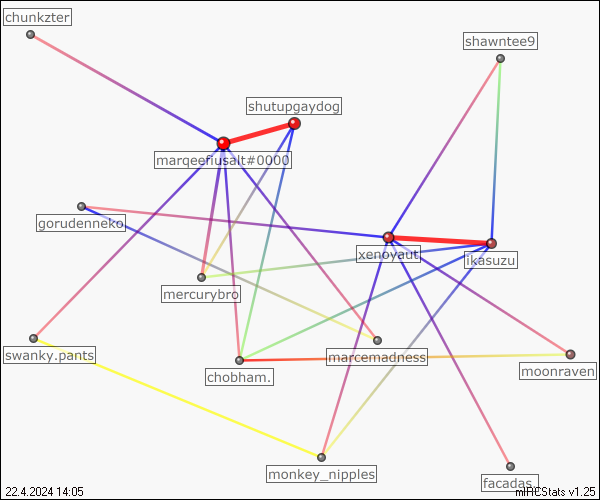 chunkzter
shawntee9
shutupgaydog
marqeefiusalt#0000
gorudenneko
xenoyaut
ikasuzu
mercurybro
swanky.pants
marcemadness
chobham.
moonraven
monkey_nipples
facadas_
22.4.2024 14:05
mIRCStats v1.25